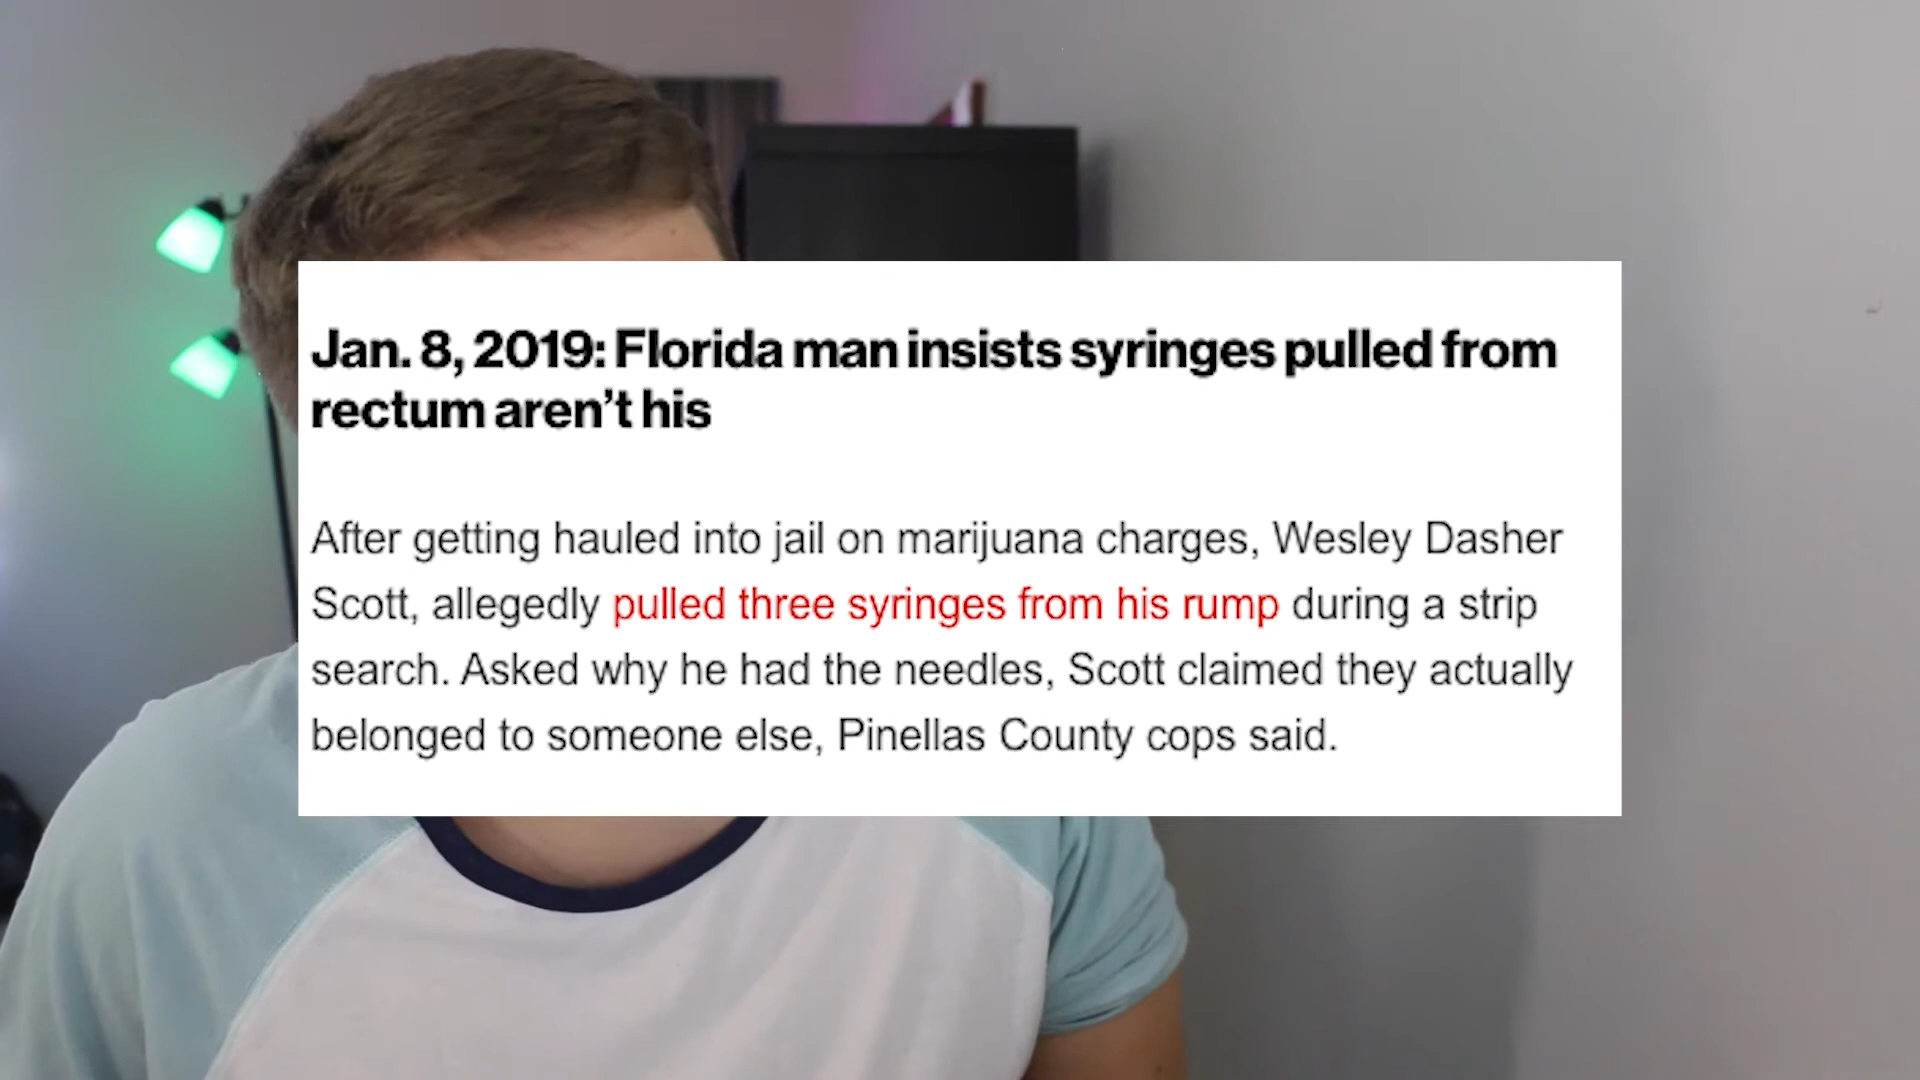 Jan. 8, 2019: Florida man insists syringes pulled from
rectum aren’t his
After getting hauled into jail on marijuana charges, Wesley Dasher
Scott, allegedly pulled three syringes from his rump during a strip
search. Asked why he had the needles, Scott claimed they actually
belonged to someone else, Pinellas County cops said.